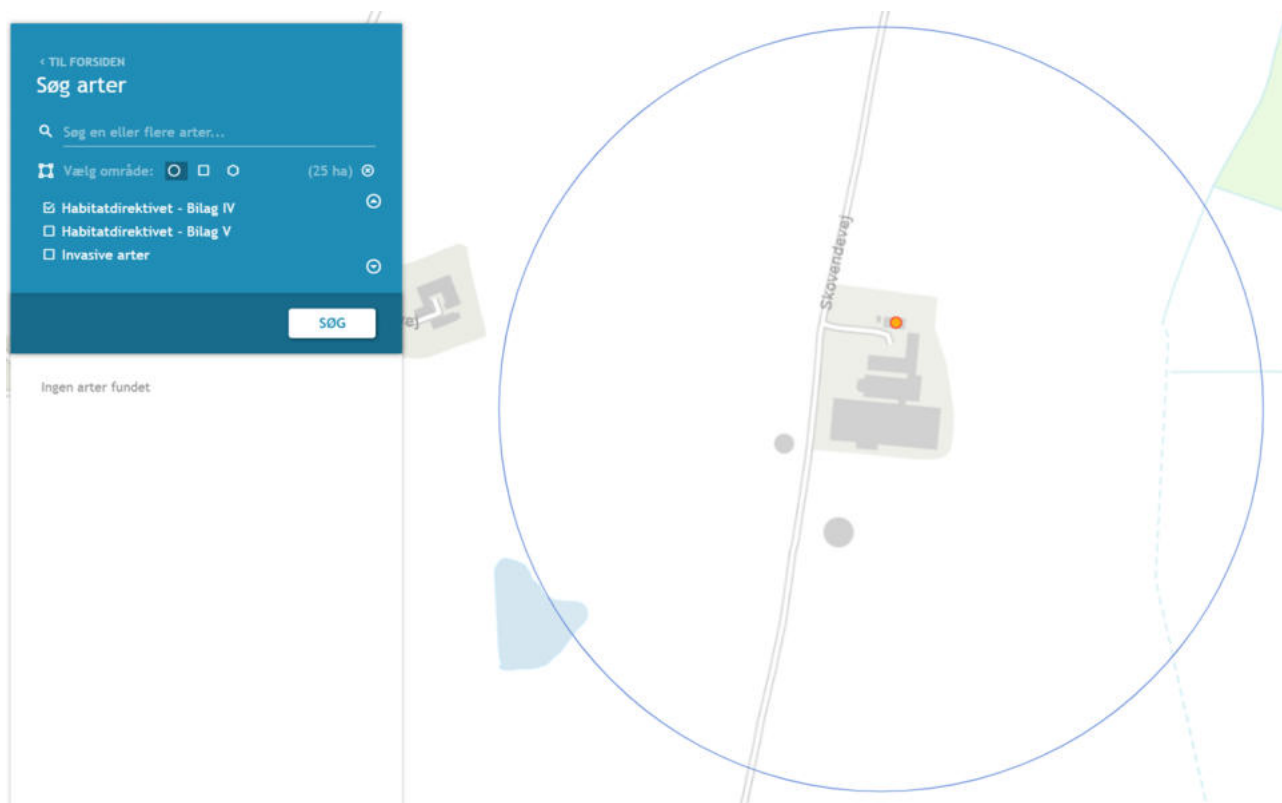 ‹ TIL FORSIDEN
Søg arter
Søg en eller flere arter...
Vælg område: (25 ha)
Habitatdirektivet - Bilag IV
Habitatdirektivet - Bilag V
Invasive arter
SØG
Ingen arter fundet
ej
Skovendevej